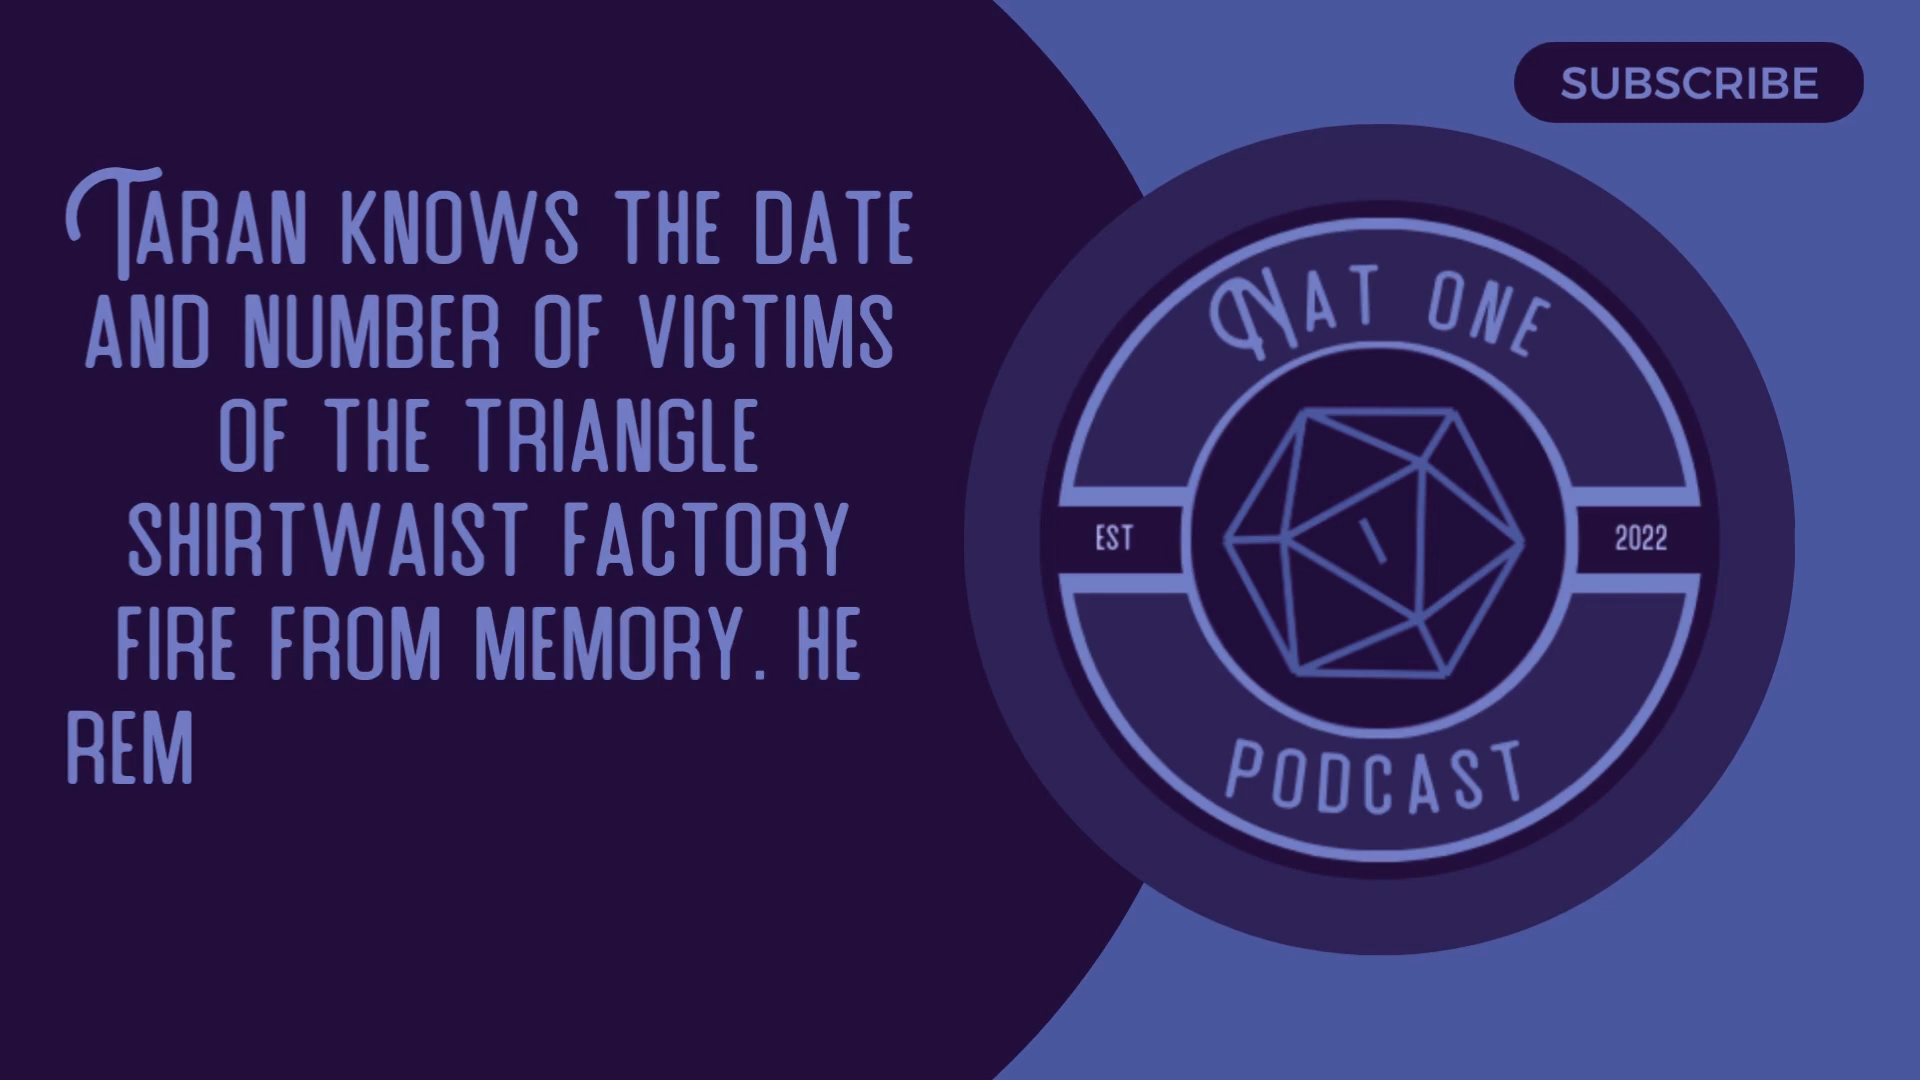 SUBSCRIBE
TARAN KNOWS THE DATE
AND NUMBER OF VICTIMS
OF THE TRIANGLE
SHIRTWAIST FACTORY
FIRE FROM MEMORY. HE
REM
NAT ONE
EST
2022
PODCAST